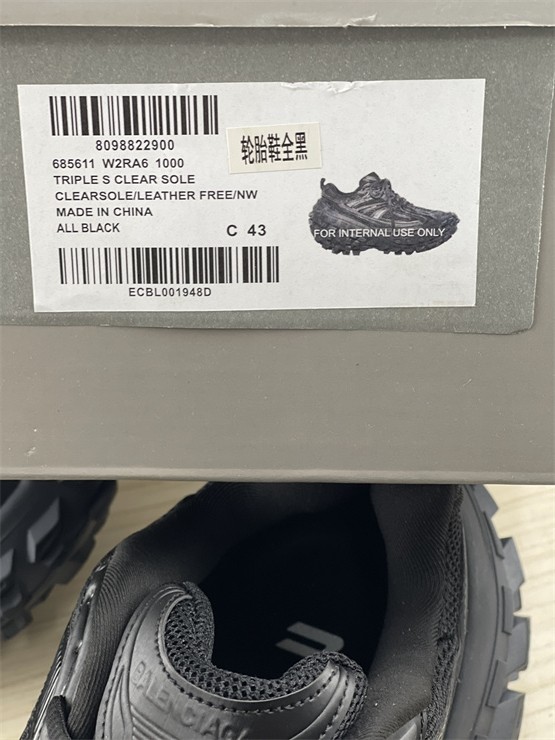 8098822900
685611 W2RA6 1000
轮胎鞋全黑
TRIPLE S CLEAR SOLE
CLEARSOLE/LEATHER FREE/NW
MADE IN CHINA
ALL BLACK
C 43
FOR INTERNAL USE ONLY
ECBL001948D
BALENCIAGA